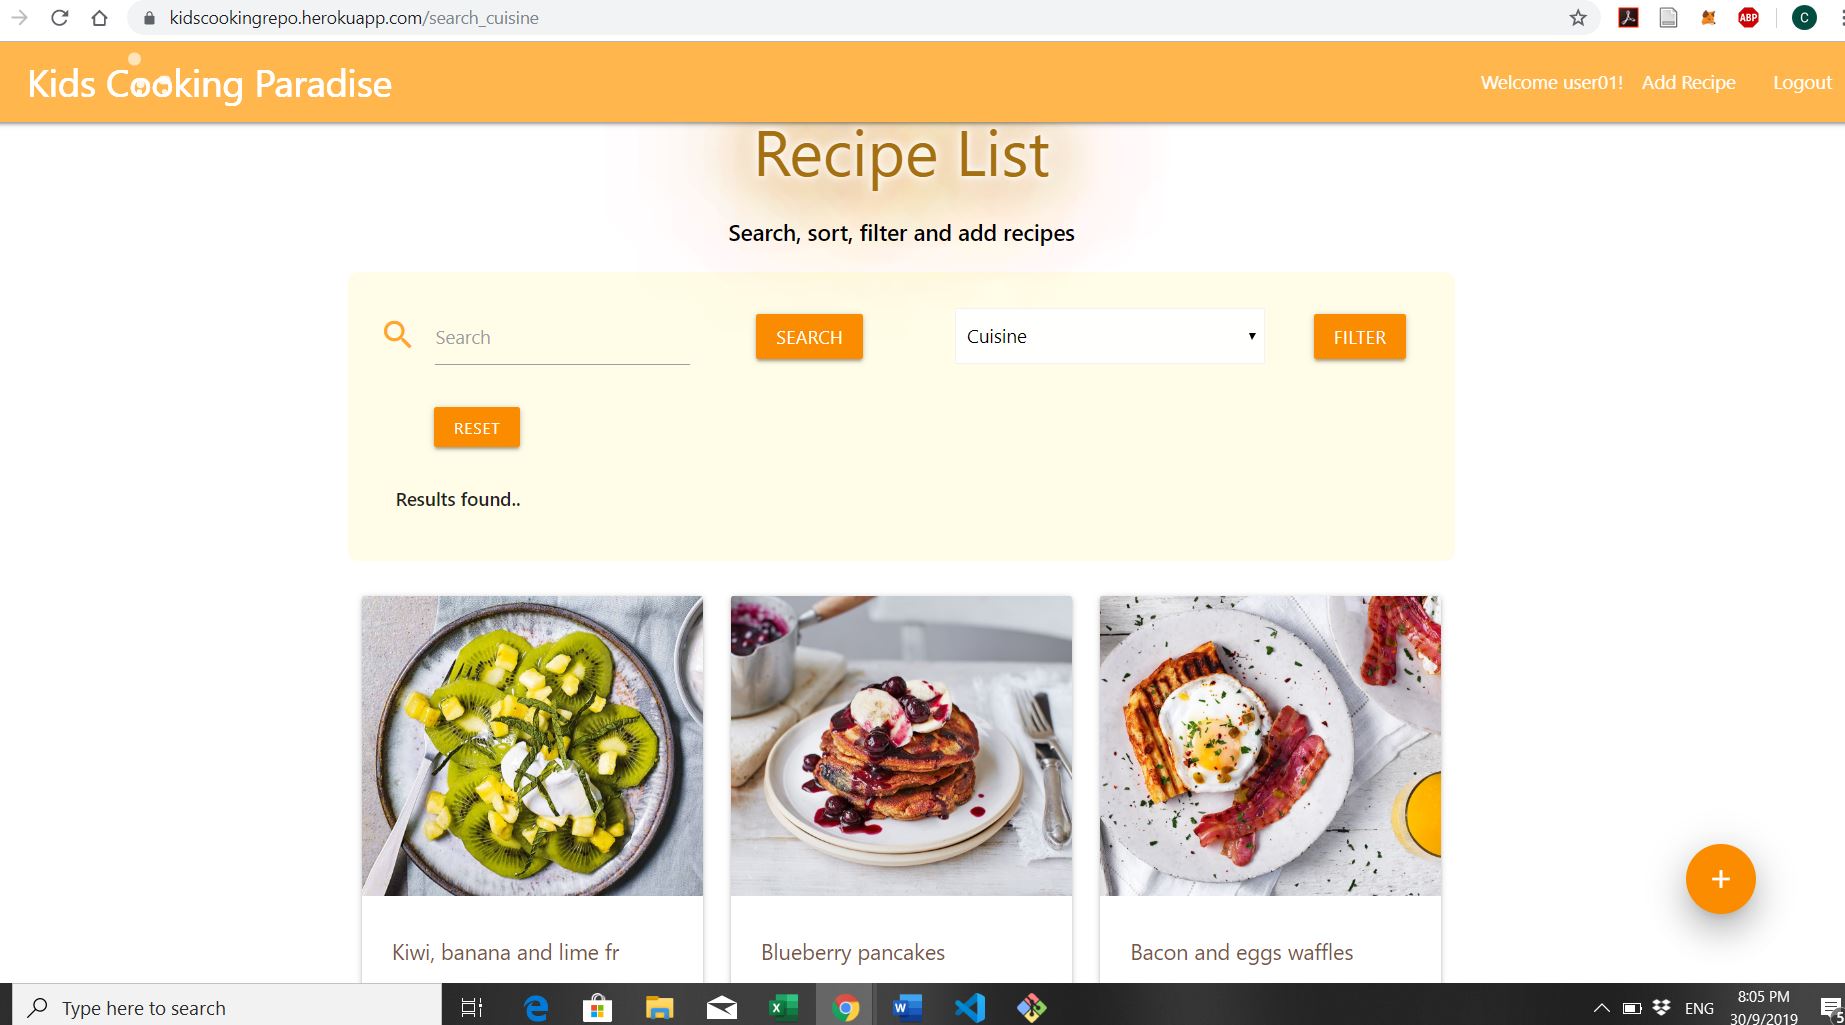 kidscookingrepo.herokuapp.com/search_cuisine
ABP
C
Kids Cooking Paradise
Welcome user01! Add Recipe Logout
Recipe List
Search, sort, filter and add recipes
Search
SEARCH
Cuisine
FILTER
RESET
Results found..
Kiwi, banana and lime fr
Blueberry pancakes
Bacon and eggs waffles
Type here to search
ENG
8:05 PM
30/9/2019
5